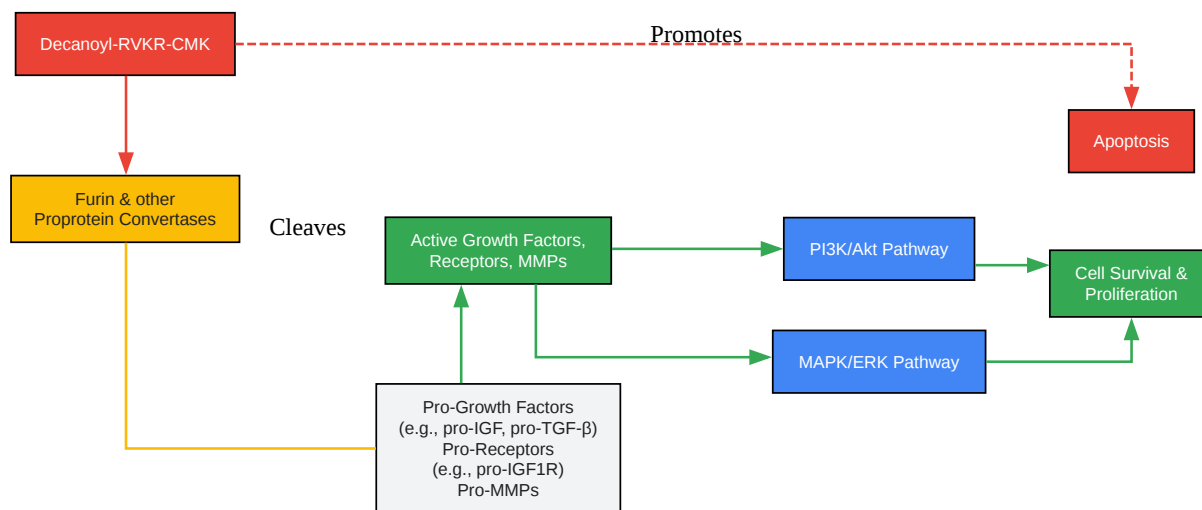 Promotes
Decanoyl-RVKR-CMK
Apoptosis
Furin & other
Proprotein Convertases
Cleaves
Active Growth Factors,
Receptors, MMPs
PI3K/Akt Pathway
Cell Survival &
Proliferation
MAPK/ERK Pathway
Pro-Growth Factors
(e.g., pro-IGF, pro-TGF-β)
Pro-Receptors
(e.g., pro-IGF1R)
Pro-MMPs